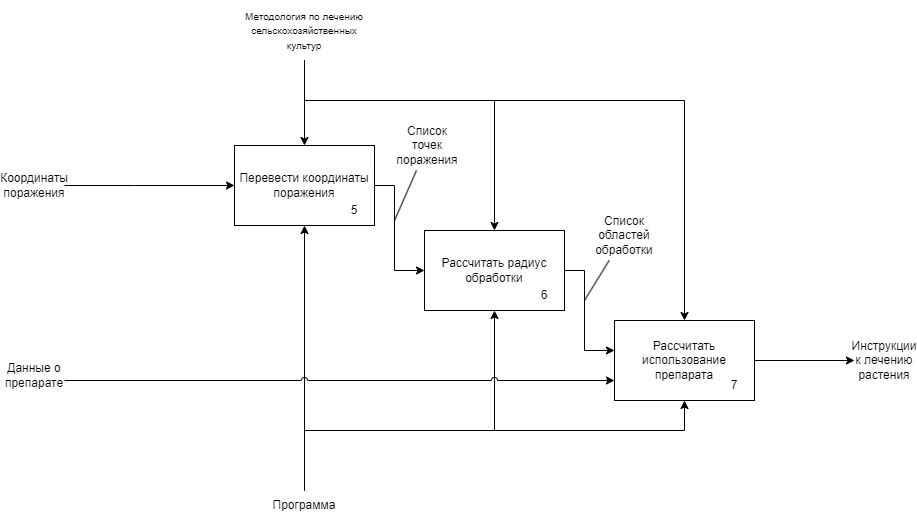 Методология по лечению
сельскохозяйственных
культур
Список
точек
поражения
Координаты
поражения
Перевести координаты
поражения
5
Список
областей
обработки
Рассчитать радиус
обработки
6
Данные о
препарате
Рассчитать
использование
препарата
7
Инструкции
к лечению
растения
Программа